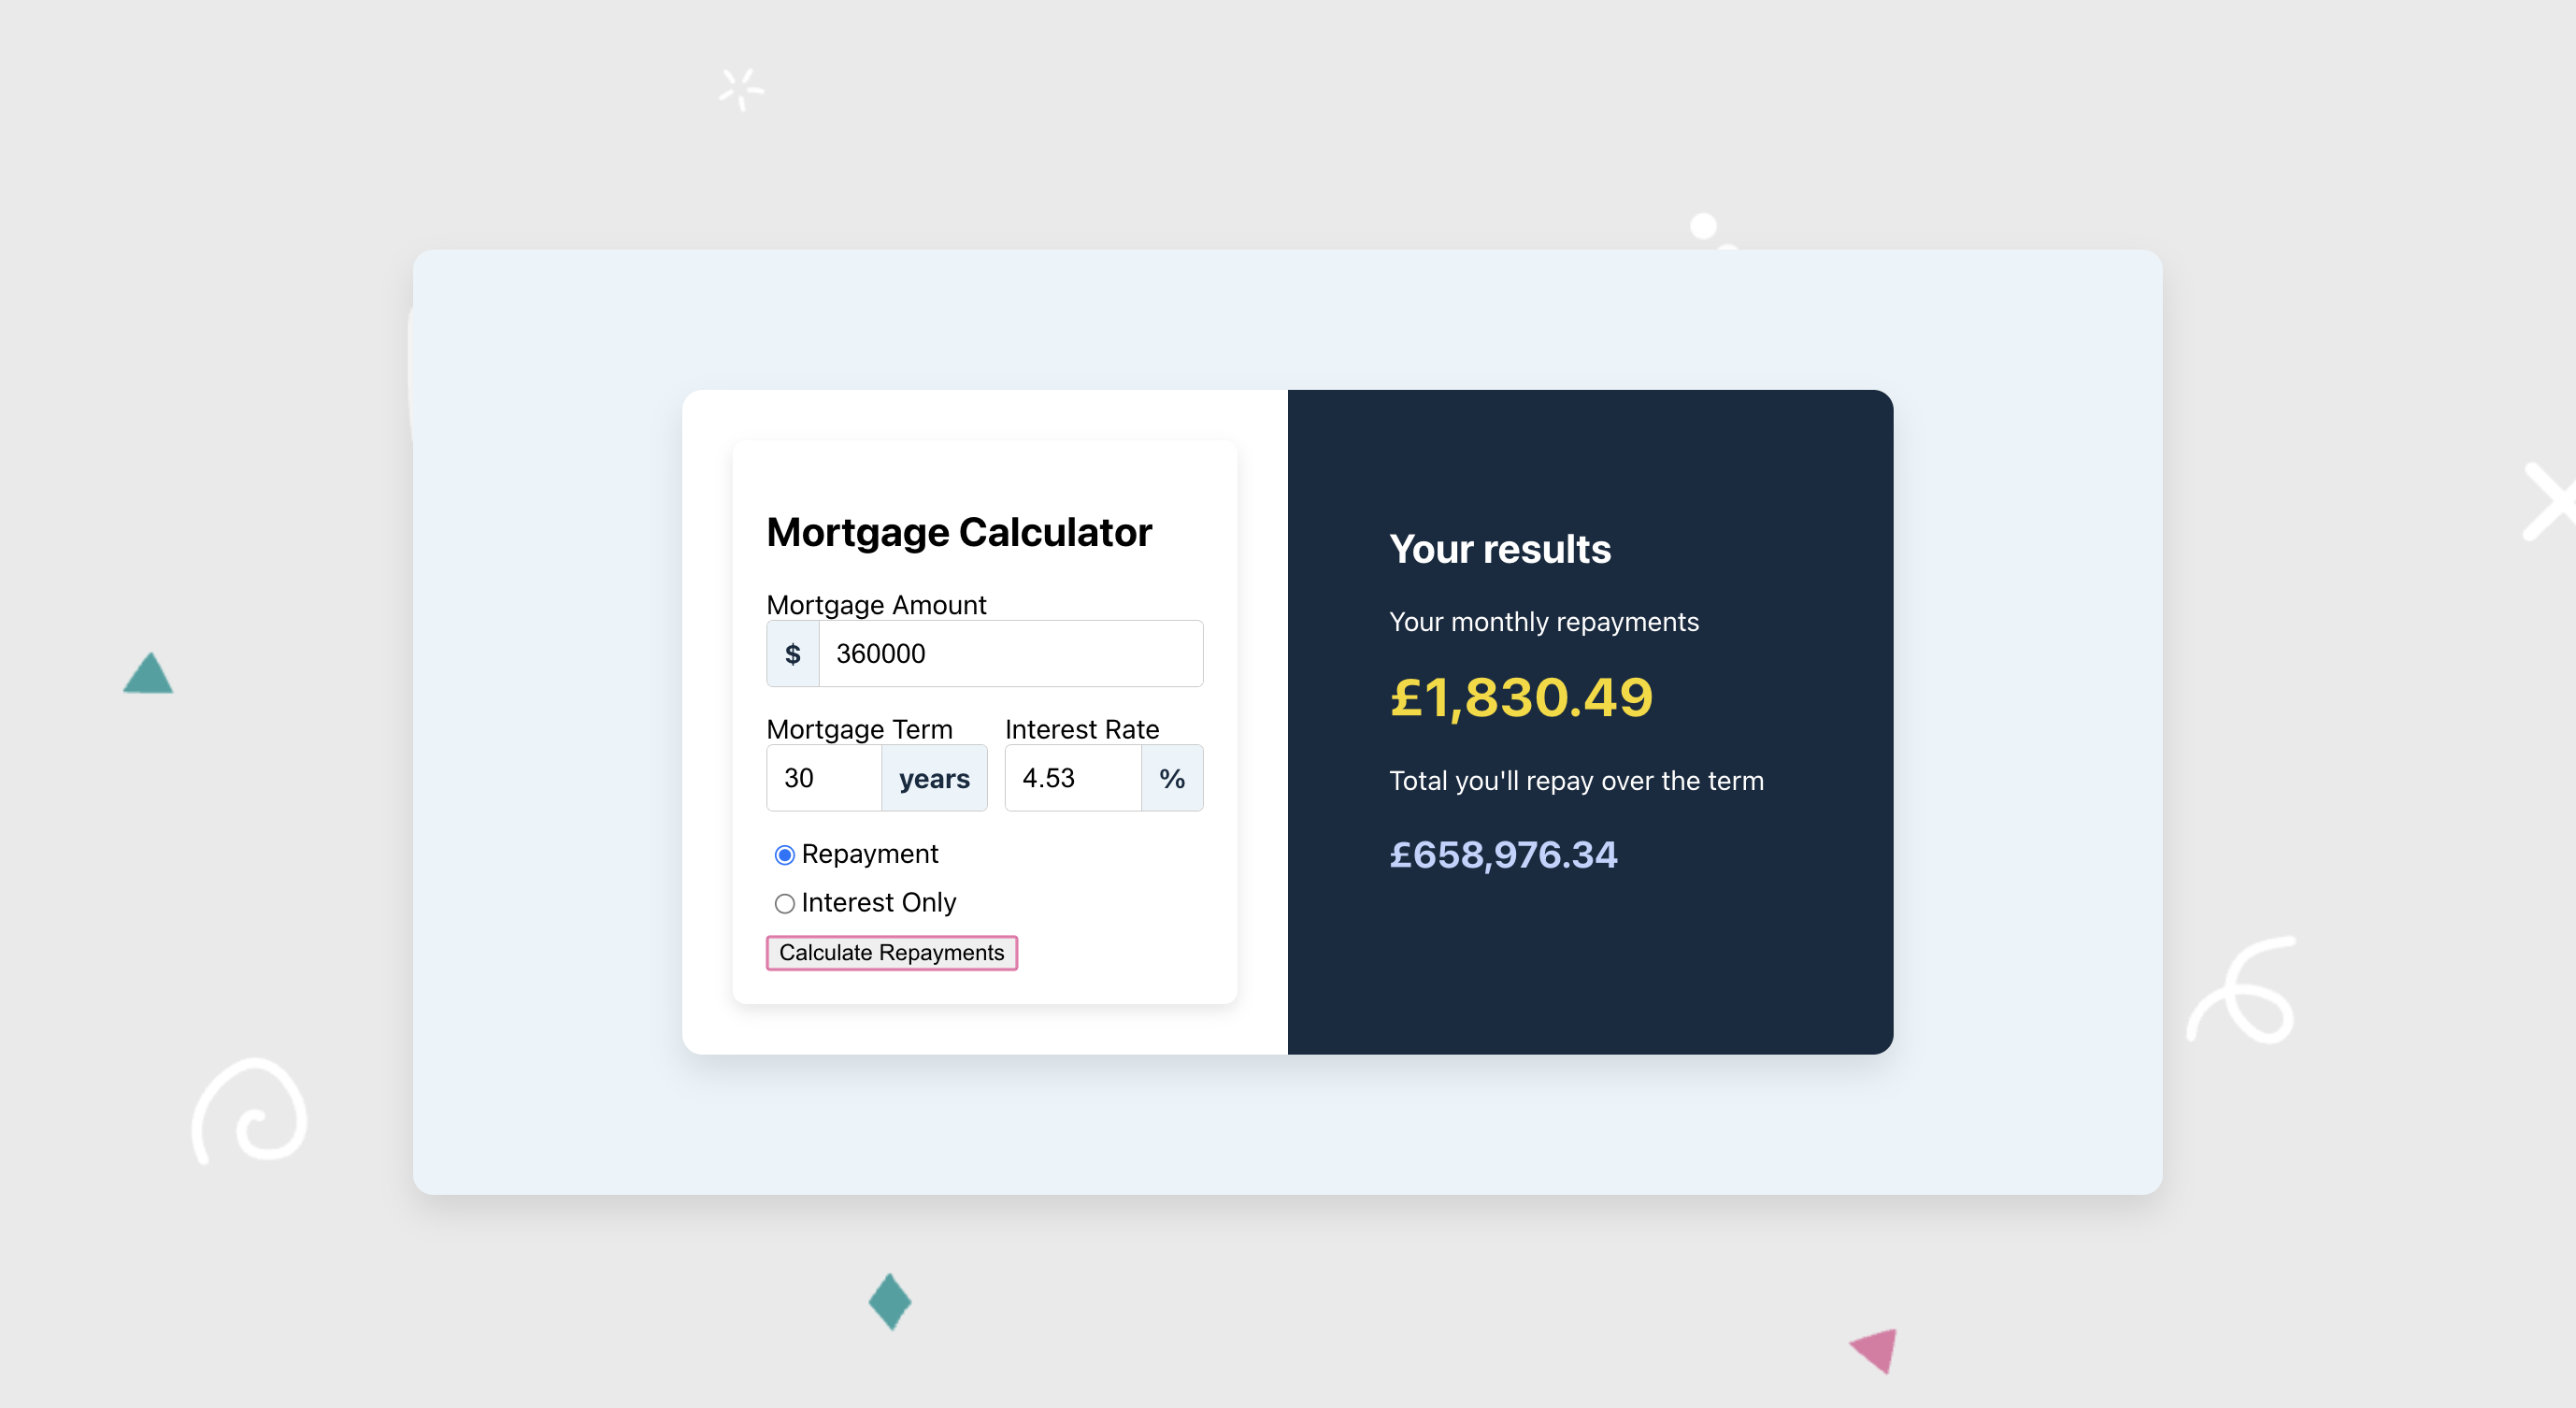 Mortgage Calculator
Mortgage Amount
$ 360000
Mortgage Term Interest Rate
30 years 4.53 %
Repayment
Interest Only
Calculate Repayments
Your results
Your monthly repayments
£1,830.49
Total you'll repay over the term
£658,976.34